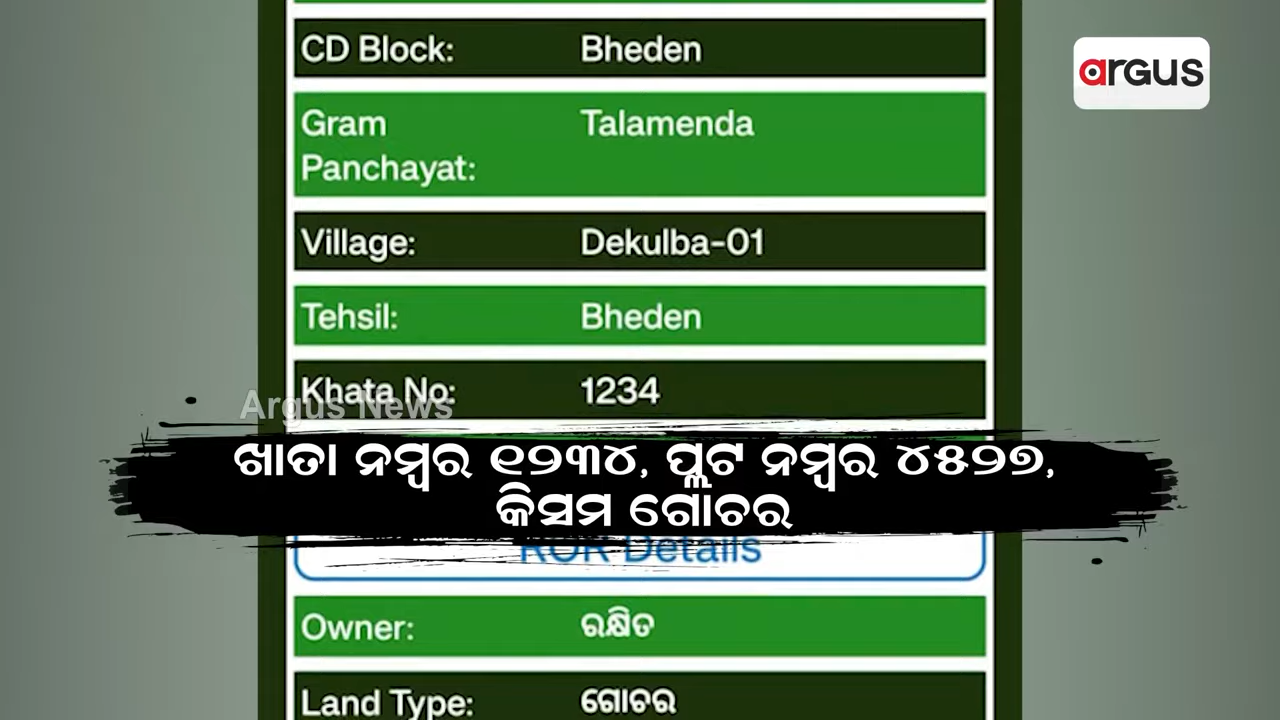 CD Block: Bheden
argus
Gram Talamenda
Panchayat:
Village: Dekulba-01
Tehsil: Bheden
Khata No: 1234
Argus News
ଖାତା ନମ୍ବର ୧୨୩୪, ପ୍ଲଟ ନମ୍ବର ୪୫୨୭,
କିସମ ଗୋଚର
ROR Details
Owner: ରକ୍ଷିତ
Land Type: ଗୋଚର